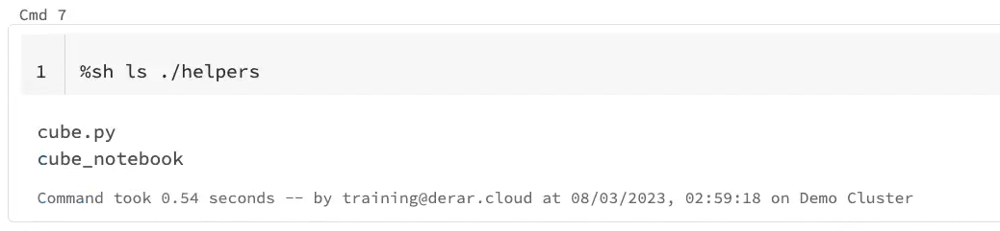 Cmd 7
1 %sh ls ./helpers
cube.py
cube_notebook
Command took 0.54 seconds -- by training@derar.cloud at 08/03/2023, 02:59:18 on Demo Cluster